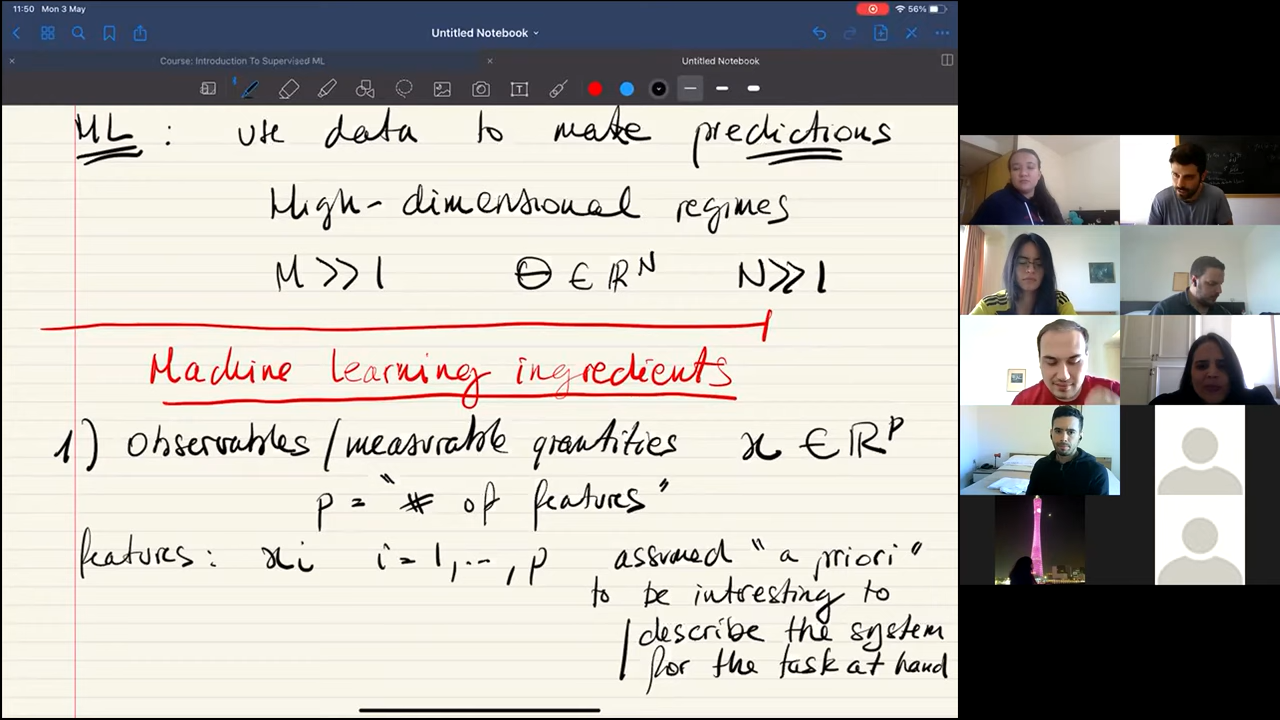 11:50 Mon 3 May
56%
Untitled Notebook
Course: Introduction To Supervised ML
Untitled Notebook
ML : use data to make predictions
High-dimensional regimes
M >> 1 Θ ∈ ℝ^N N >> 1
Machine learning ingredients
1) Observables/measurable quantities x ∈ ℝ^p
p = "# of features"
features: xi i = 1, ..., p assumed "a priori"
to be intresting to
describe the system
for the task at hand